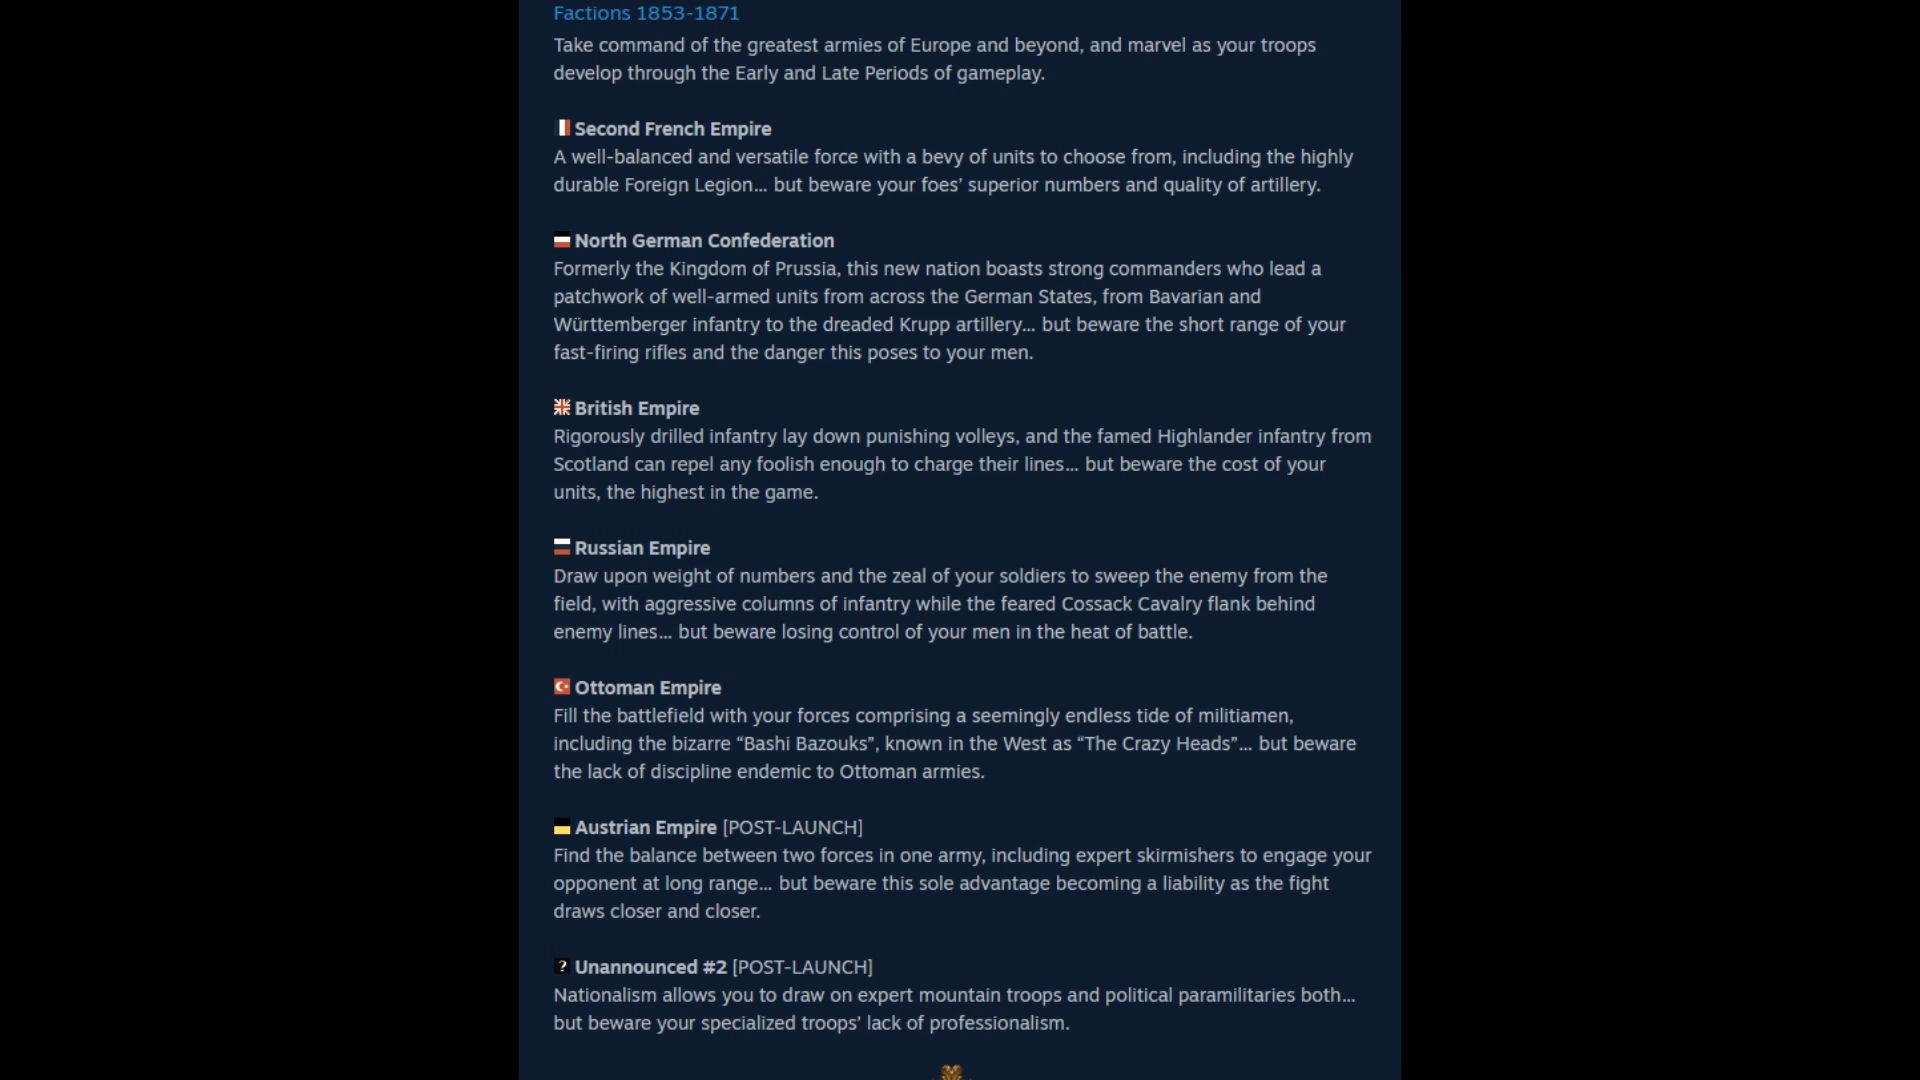 Factions 1853-1871
Take command of the greatest armies of Europe and beyond, and marvel as your troops
develop through the Early and Late Periods of gameplay.
Second French Empire
A well-balanced and versatile force with a bevy of units to choose from, including the highly
durable Foreign Legion... but beware your foes’ superior numbers and quality of artillery.
North German Confederation
Formerly the Kingdom of Prussia, this new nation boasts strong commanders who lead a
patchwork of well-armed units from across the German States, from Bavarian and
Württemberger infantry to the dreaded Krupp artillery... but beware the short range of your
fast-firing rifles and the danger this poses to your men.
British Empire
Rigorously drilled infantry lay down punishing volleys, and the famed Highlander infantry from
Scotland can repel any foolish enough to charge their lines... but beware the cost of your
units, the highest in the game.
Russian Empire
Draw upon weight of numbers and the zeal of your soldiers to sweep the enemy from the
field, with aggressive columns of infantry while the feared Cossack Cavalry flank behind
enemy lines... but beware losing control of your men in the heat of battle.
Ottoman Empire
Fill the battlefield with your forces comprising a seemingly endless tide of militiamen,
including the bizarre “Bashi Bazouks”, known in the West as “The Crazy Heads”... but beware
the lack of discipline endemic to Ottoman armies.
Austrian Empire [POST-LAUNCH]
Find the balance between two forces in one army, including expert skirmishers to engage your
opponent at long range... but beware this sole advantage becoming a liability as the fight
draws closer and closer.
? Unannounced #2 [POST-LAUNCH]
Nationalism allows you to draw on expert mountain troops and political paramilitaries both...
but beware your specialized troops’ lack of professionalism.